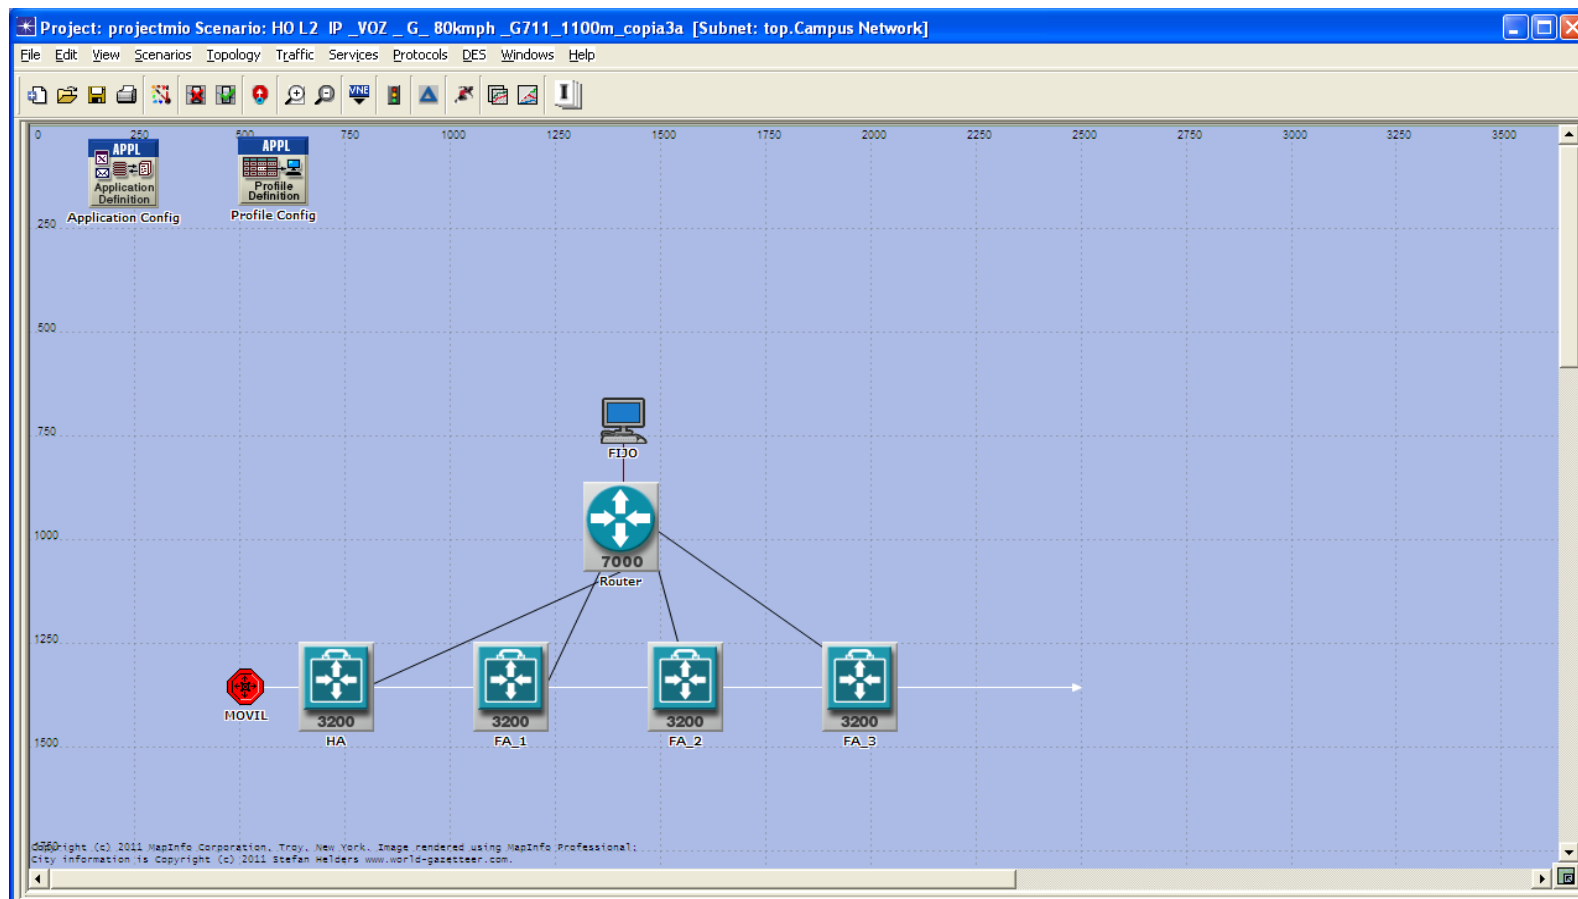 Project: projectmio Scenario: HO L2 IP _VOZ _ G_ 80kmph _G711_1100m_copia3a [Subnet: top.Campus Network]
File Edit View Scenarios Topology Traffic Services Protocols DES Windows Help
VNE
I
0 250 500 750 1000 1250 1500 1750 2000 2250 2500 2750 3000 3250 3500
APPL
Application
Definition
Application Config
APPL
Profile
Definition
Profile Config
250
500
750
FIJO
1000
7000
Router
1250
MOVIL
3200
HA
3200
FA_1
3200
FA_2
3200
FA_3
1500
1750
Copyright (c) 2011 MapInfo Corporation, Troy, New York. Image rendered using MapInfo Professional;
City information is Copyright (c) 2011 Stefan Helders www.world-gazetteer.com.